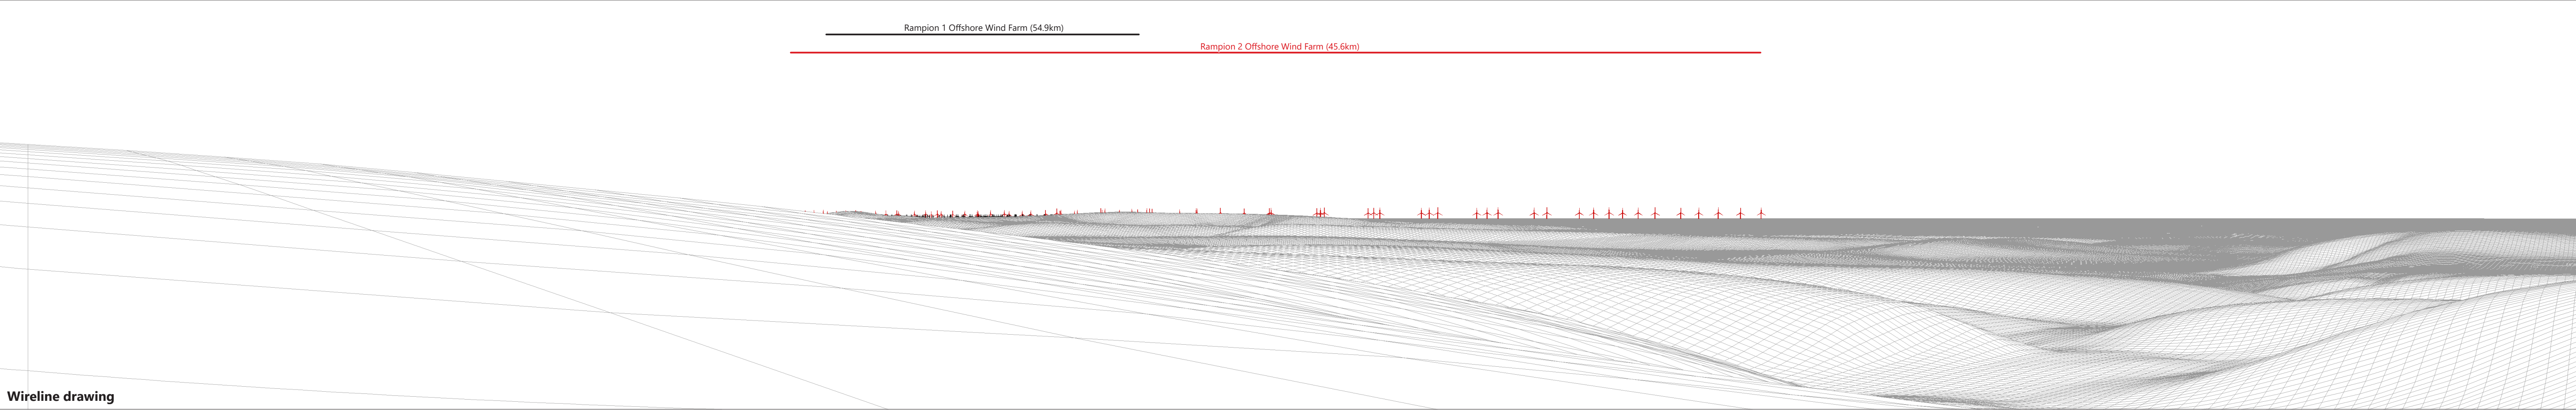 Rampion 1 Offshore Wind Farm (54.9km)
Rampion 2 Offshore Wind Farm (45.6km)
Wireline drawing